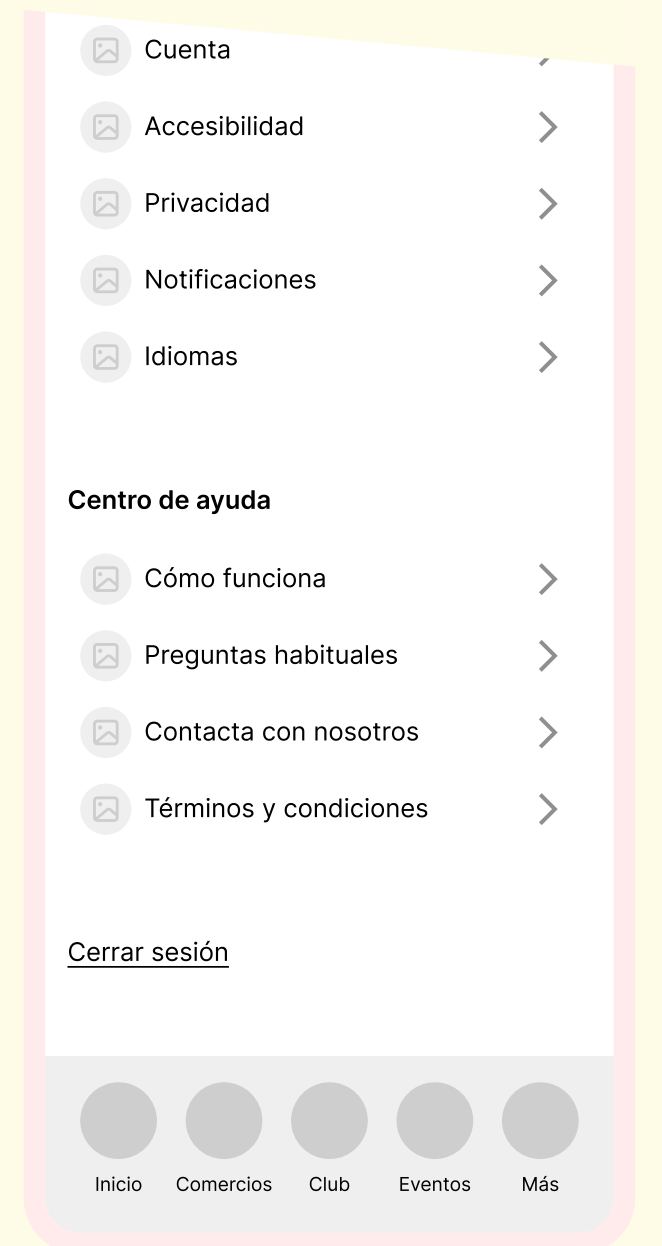 Cuenta
Accesibilidad
Privacidad
Notificaciones
Idiomas
Centro de ayuda
Cómo funciona
Preguntas habituales
Contacta con nosotros
Términos y condiciones
Cerrar sesión
Inicio
Comercios
Club
Eventos
Más